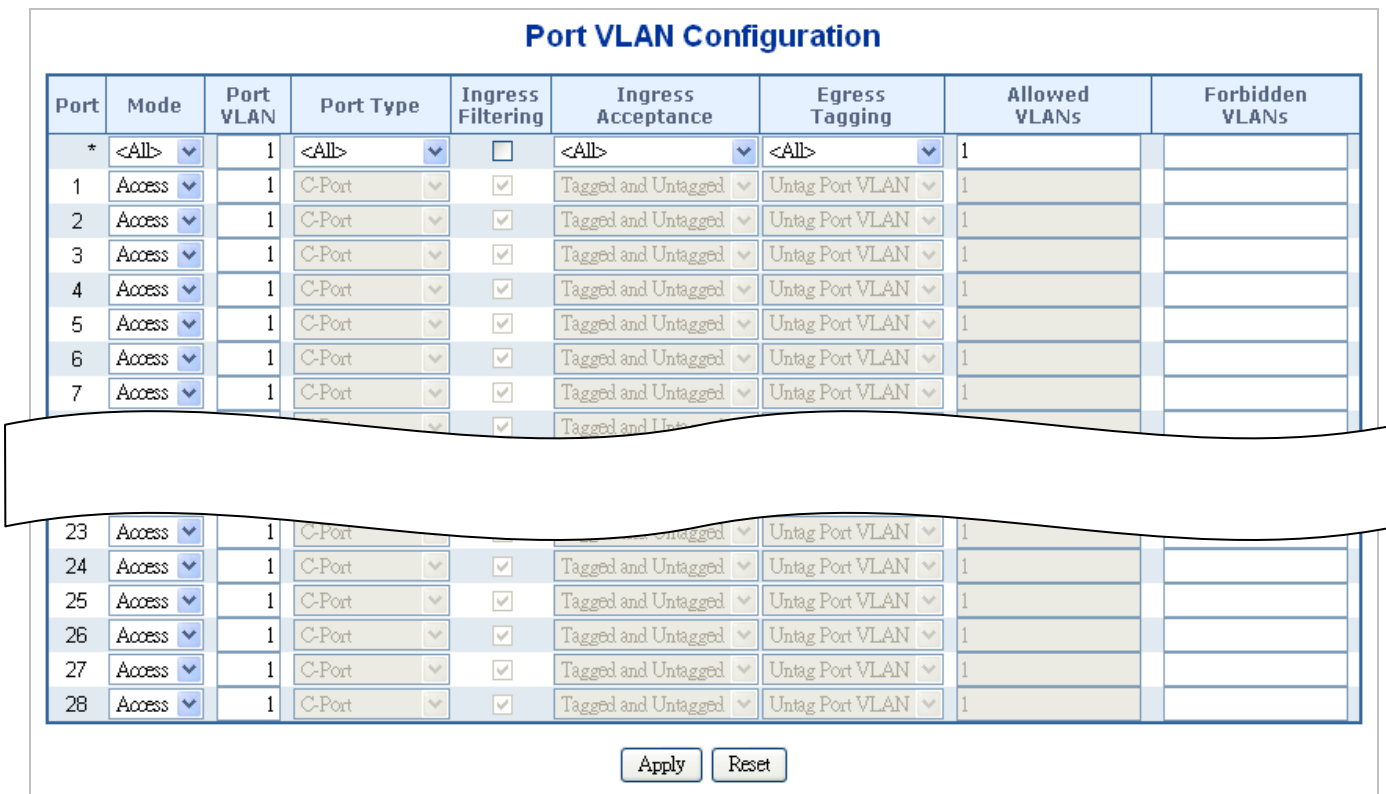 Port VLAN Configuration
Port Mode Port VLAN Port Type Ingress Filtering Ingress Acceptance Egress Tagging Allowed VLANs Forbidden VLANs
* <All> 1 <All> <All> <All> 1
1 Access 1 C-Port Tagged and Untagged Untag Port VLAN 1
2 Access 1 C-Port Tagged and Untagged Untag Port VLAN 1
3 Access 1 C-Port Tagged and Untagged Untag Port VLAN 1
4 Access 1 C-Port Tagged and Untagged Untag Port VLAN 1
5 Access 1 C-Port Tagged and Untagged Untag Port VLAN 1
6 Access 1 C-Port Tagged and Untagged Untag Port VLAN 1
7 Access 1 C-Port Tagged and Untagged Untag Port VLAN 1
Tagged and
23 Access 1 C-Port Untagged Untag Port VLAN 1
24 Access 1 C-Port Tagged and Untagged Untag Port VLAN 1
25 Access 1 C-Port Tagged and Untagged Untag Port VLAN 1
26 Access 1 C-Port Tagged and Untagged Untag Port VLAN 1
27 Access 1 C-Port Tagged and Untagged Untag Port VLAN 1
28 Access 1 C-Port Tagged and Untagged Untag Port VLAN 1
Apply Reset